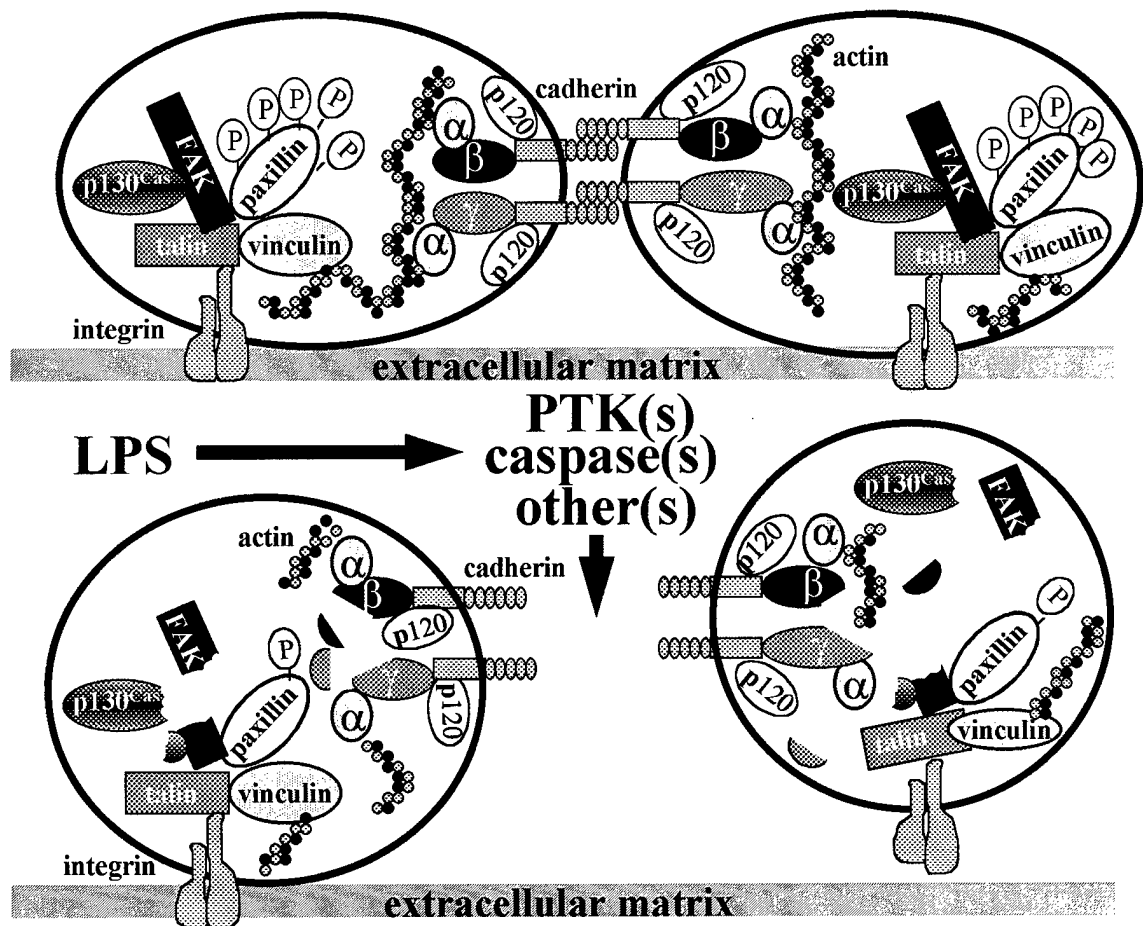 cadherin
actin
p120
p120
α
α
β
β
P
P
P
P
P
P
P
P
P
P
FAK
FAK
p130Cas
p130Cas
paxillin
paxillin
γ
γ
α
α
p120
p120
talin
talin
vinculin
vinculin
integrin
extracellular matrix
LPS
PTK(s)
caspase(s)
other(s)
actin
α
β
cadherin
p120
FAK
P
γ
p120
α
p130Cas
paxillin
talin
vinculin
integrin
p130Cas
FAK
p120
α
β
γ
p120
α
P
paxillin
talin
vinculin
extracellular matrix